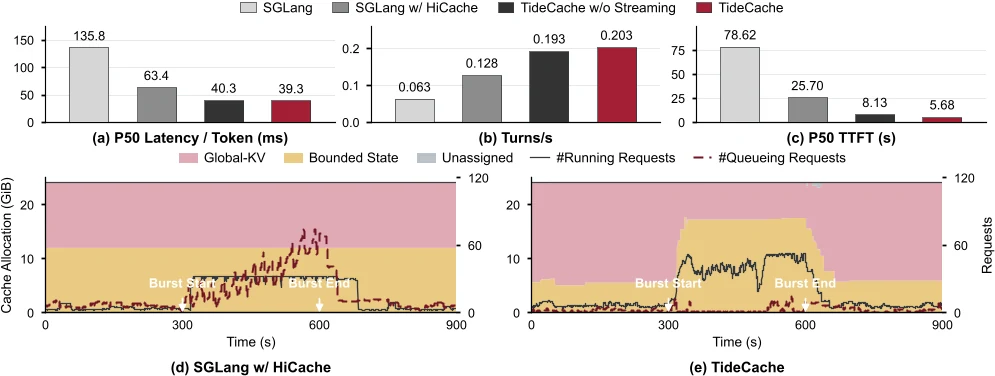 SGLang SGLang w/ HiCache TideCache w/o Streaming TideCache
150
100
50
0
135.8
63.4
40.3
39.3
(a) P50 Latency / Token (ms)
0.2
0.1
0.0
0.063
0.128
0.193
0.203
(b) Turns/s
75
50
25
0
78.62
25.70
8.13
5.68
(c) P50 TTFT (s)
Global-KV Bounded State Unassigned #Running Requests #Queueing Requests
Cache Allocation (GiB)
20
10
0
120
60
0
Burst Start
Burst End
0 300 600 900
Time (s)
(d) SGLang w/ HiCache
20
10
0
120
60
0
Requests
Burst Start
Burst End
0 300 600 900
Time (s)
(e) TideCache